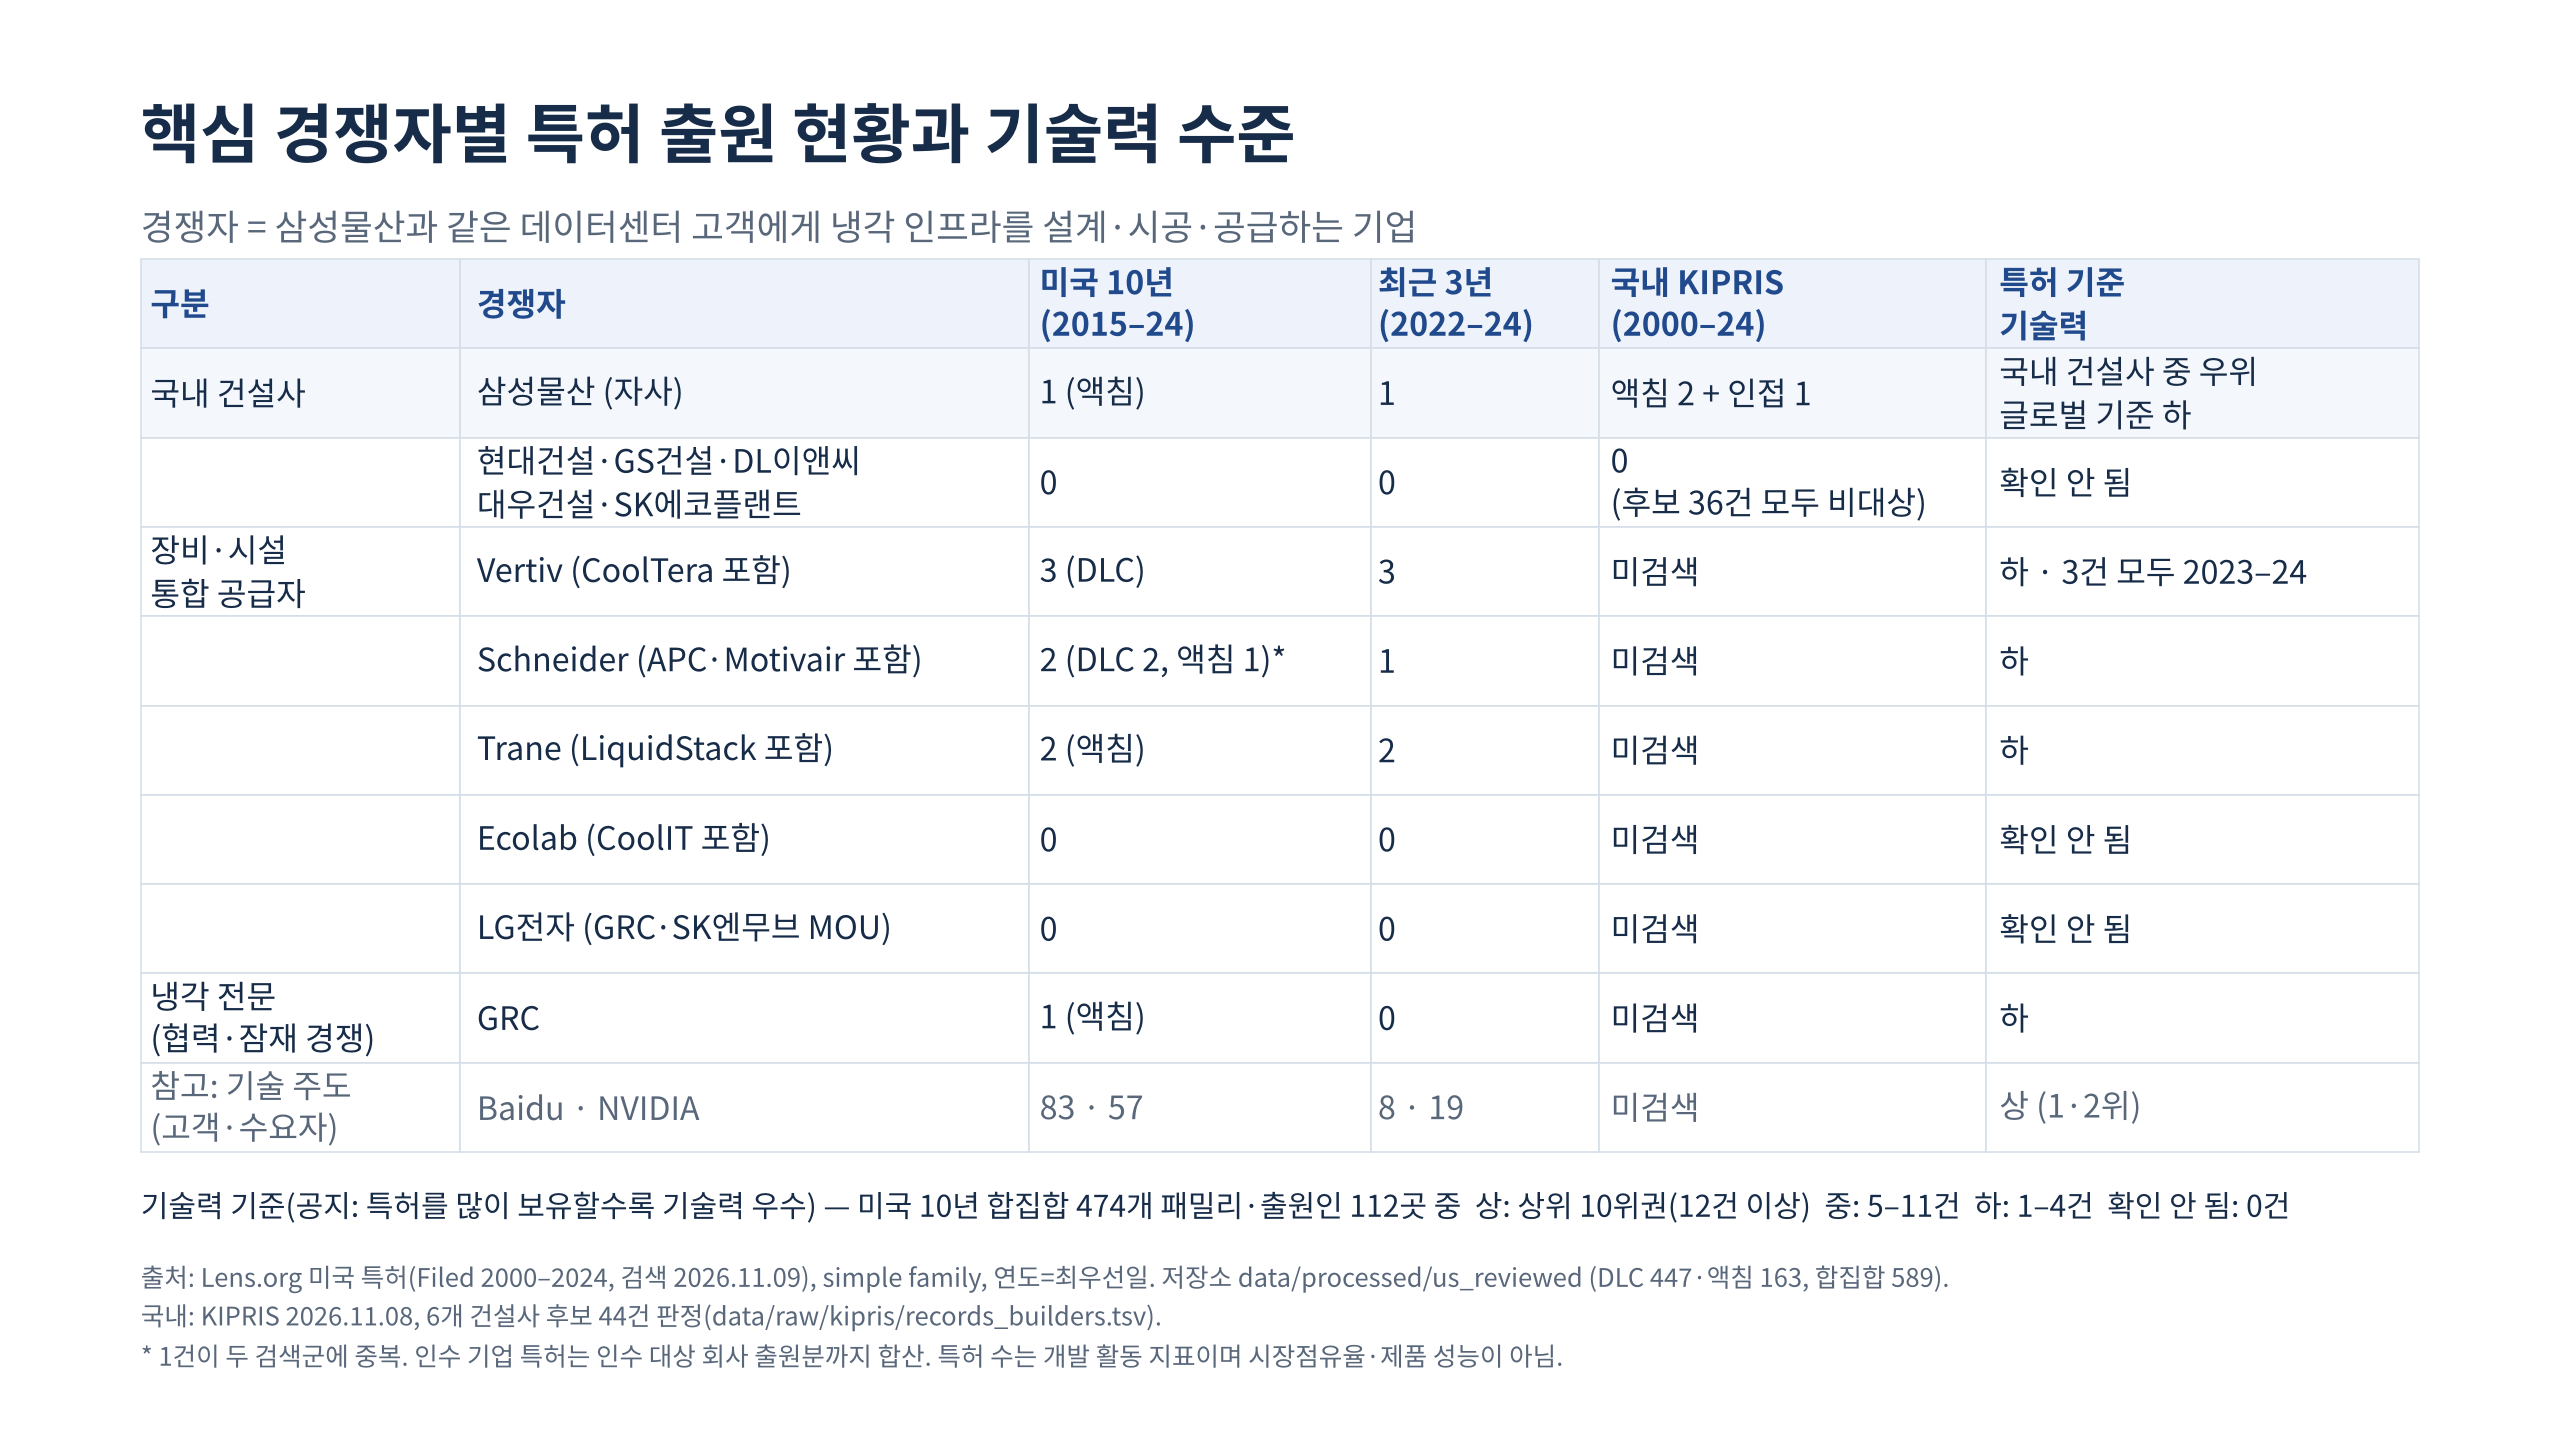 핵심 경쟁자별 특허 출원 현황과 기술력 수준
경쟁자 = 삼성물산과 같은 데이터센터 고객에게 냉각 인프라를 설계·시공·공급하는 기업
구분
경쟁자
미국 10년
(2015–24)
최근 3년
(2022–24)
국내 KIPRIS
(2000–24)
특허 기준
기술력
국내 건설사
삼성물산 (자사)
1 (액침)
1
액침 2 + 인접 1
국내 건설사 중 우위
글로벌 기준 하
현대건설·GS건설·DL이앤씨
대우건설·SK에코플랜트
0
0
0
(후보 36건 모두 비대상)
확인 안 됨
장비·시설
통합 공급자
Vertiv (CoolTera 포함)
3 (DLC)
3
미검색
하 · 3건 모두 2023–24
Schneider (APC·Motivair 포함)
2 (DLC 2, 액침 1)*
1
미검색
하
Trane (LiquidStack 포함)
2 (액침)
2
미검색
하
Ecolab (CoolIT 포함)
0
0
미검색
확인 안 됨
LG전자 (GRC·SK엔무브 MOU)
0
0
미검색
확인 안 됨
냉각 전문
(협력·잠재 경쟁)
GRC
1 (액침)
0
미검색
하
참고: 기술 주도
(고객·수요자)
Baidu · NVIDIA
83 · 57
8 · 19
미검색
상 (1·2위)
기술력 기준(공지: 특허를 많이 보유할수록 기술력 우수) — 미국 10년 합집합 474개 패밀리·출원인 112곳 중 상: 상위 10위권(12건 이상) 중: 5–11건 하: 1–4건 확인 안 됨: 0건
출처: Lens.org 미국 특허(Filed 2000–2024, 검색 2026.11.09), simple family, 연도=최우선일. 저장소 data/processed/us_reviewed (DLC 447·액침 163, 합집합 589).
국내: KIPRIS 2026.11.08, 6개 건설사 후보 44건 판정(data/raw/kipris/records_builders.tsv).
* 1건이 두 검색군에 중복. 인수 기업 특허는 인수 대상 회사 출원분까지 합산. 특허 수는 개발 활동 지표이며 시장점유율·제품 성능이 아님.